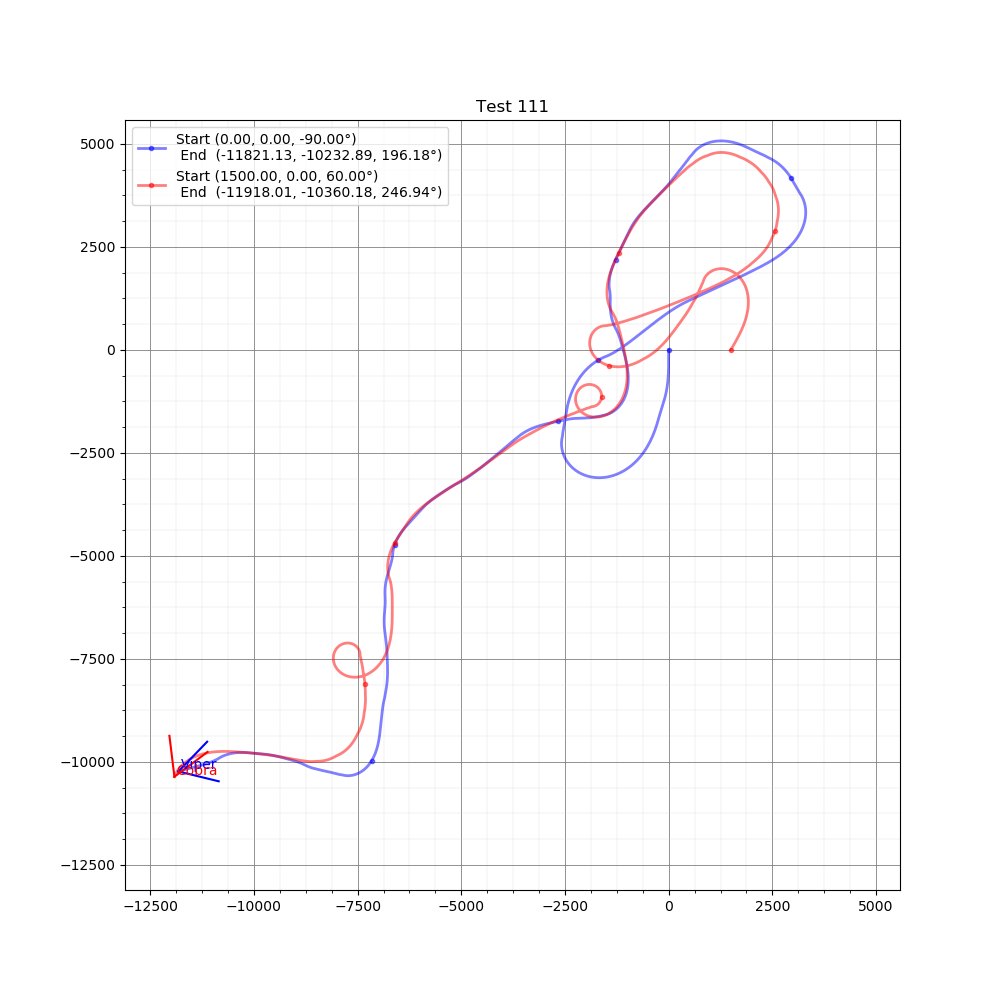 Test 111
Start (0.00, 0.00, -90.00°)
End (-11821.13, -10232.89, 196.18°)
Start (1500.00, 0.00, 60.00°)
End (-11918.01, -10360.18, 246.94°)
5000
2500
0
−2500
−5000
−7500
−10000
−12500
Viper
Cobra
−12500 −10000 −7500 −5000 −2500 0 2500 5000